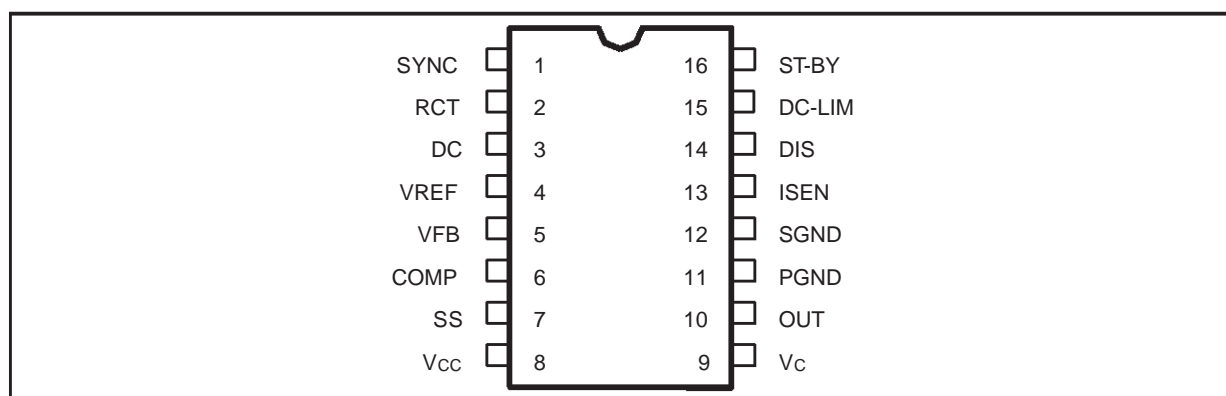 SYNC 1 16 ST-BY
RCT 2 15 DC-LIM
DC 3 14 DIS
VREF 4 13 ISEN
VFB 5 12 SGND
COMP 6 11 PGND
SS 7 10 OUT
VCC 8 9 VC